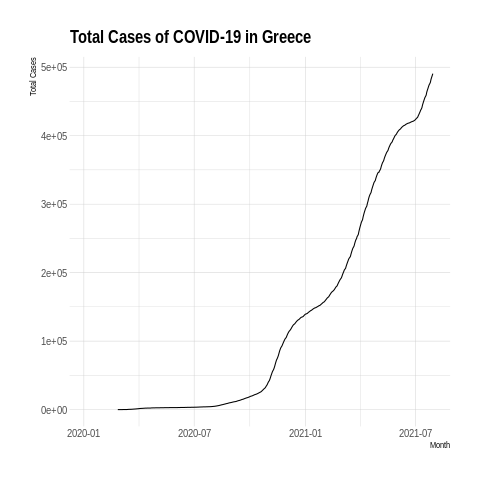 Total Cases of COVID-19 in Greece
Total Cases
5e+05
4e+05
3e+05
2e+05
1e+05
0e+00
2020-01 2020-07 2021-01 2021-07
Month